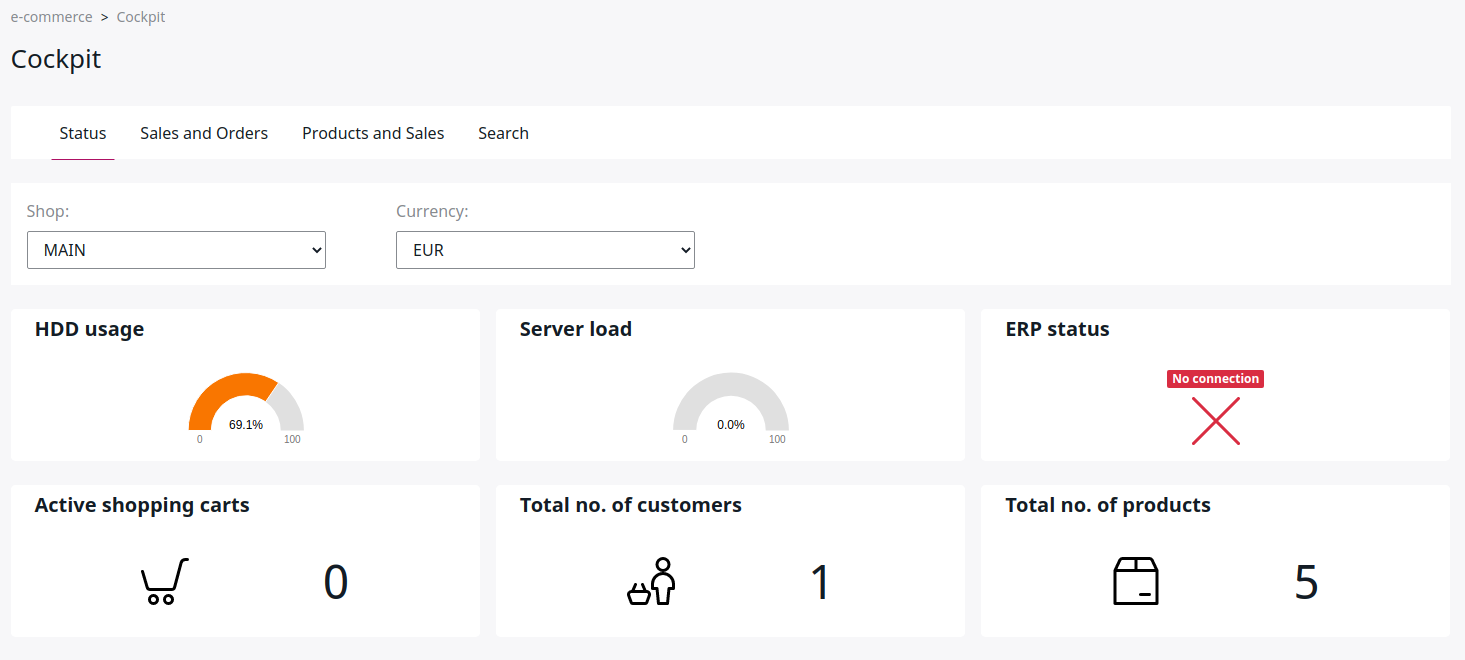 e-commerce > Cockpit
Cockpit
Status Sales and Orders Products and Sales Search
Shop: Currency:
MAIN EUR
HDD usage Server load ERP status
No connection
69.1% 0.0%
0 100 0 100
Active shopping carts Total no. of customers Total no. of products
0 1 5